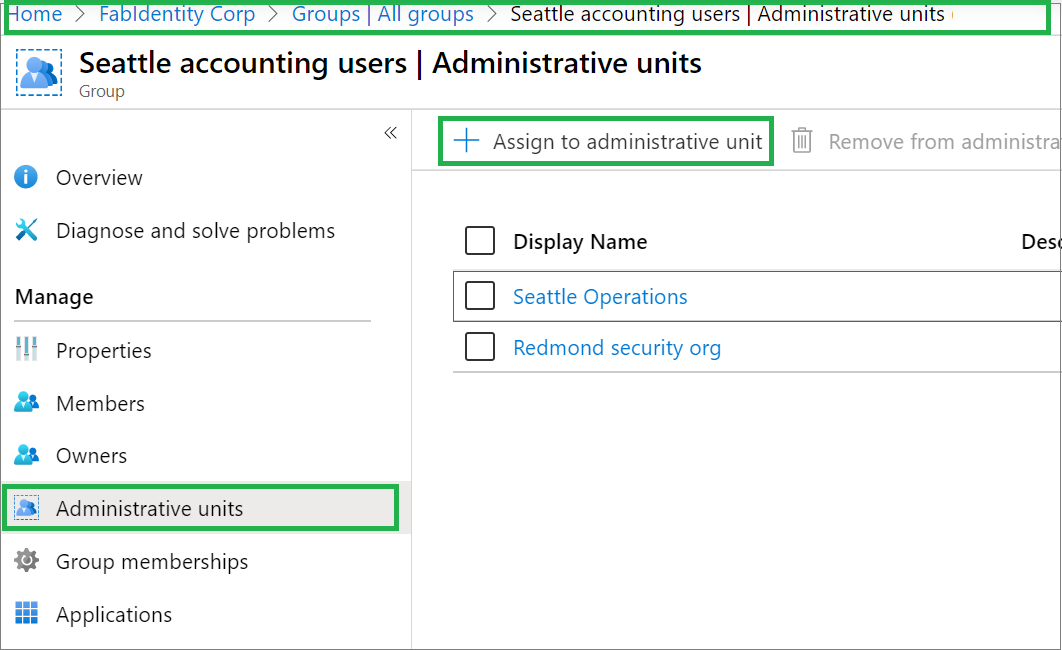 Home > FabIdentity Corp > Groups | All groups > Seattle accounting users | Administrative units
Seattle accounting users | Administrative units
Group
«
Overview
Diagnose and solve problems
Manage
Properties
Members
Owners
Administrative units
Group memberships
Applications
+ Assign to administrative unit Remove from administra
Display Name Desc
Seattle Operations
Redmond security org